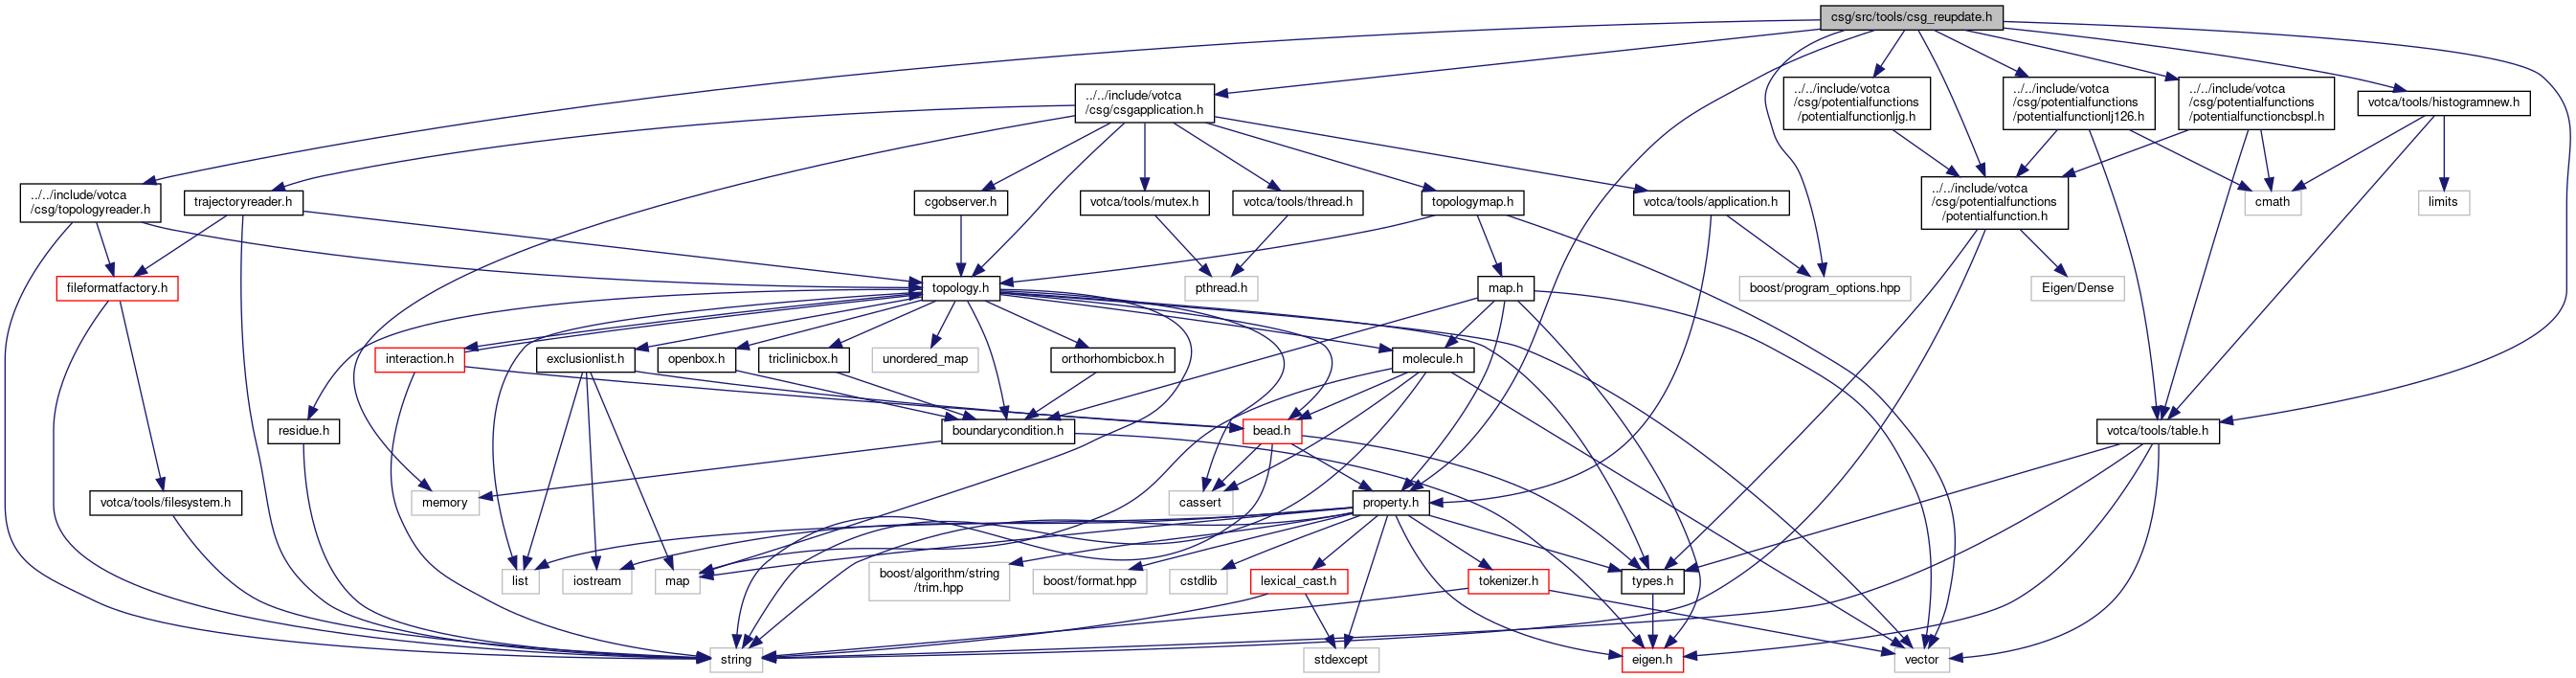 csg/src/tools/csg_reupdate.h
../../include/votca
/csg/csgapplication.h
../../include/votca
/csg/potentialfunctions
/potentialfunctionljg.h
../../include/votca
/csg/potentialfunctions
/potentialfunctionlj126.h
../../include/votca
/csg/potentialfunctions
/potentialfunctioncbspl.h
votca/tools/histogramnew.h
../../include/votca
/csg/topologyreader.h
trajectoryreader.h
cgobserver.h
votca/tools/mutex.h
votca/tools/thread.h
topologymap.h
votca/tools/application.h
../../include/votca
/csg/potentialfunctions
/potentialfunction.h
cmath
limits
fileformatfactory.h
topology.h
pthread.h
map.h
boost/program_options.hpp
Eigen/Dense
interaction.h
exclusionlist.h
openbox.h
triclinicbox.h
unordered_map
orthorhombicbox.h
molecule.h
residue.h
boundarycondition.h
bead.h
votca/tools/table.h
votca/tools/filesystem.h
memory
cassert
property.h
list
iostream
map
boost/algorithm/string
/trim.hpp
boost/format.hpp
cstdlib
lexical_cast.h
tokenizer.h
types.h
string
stdexcept
eigen.h
vector